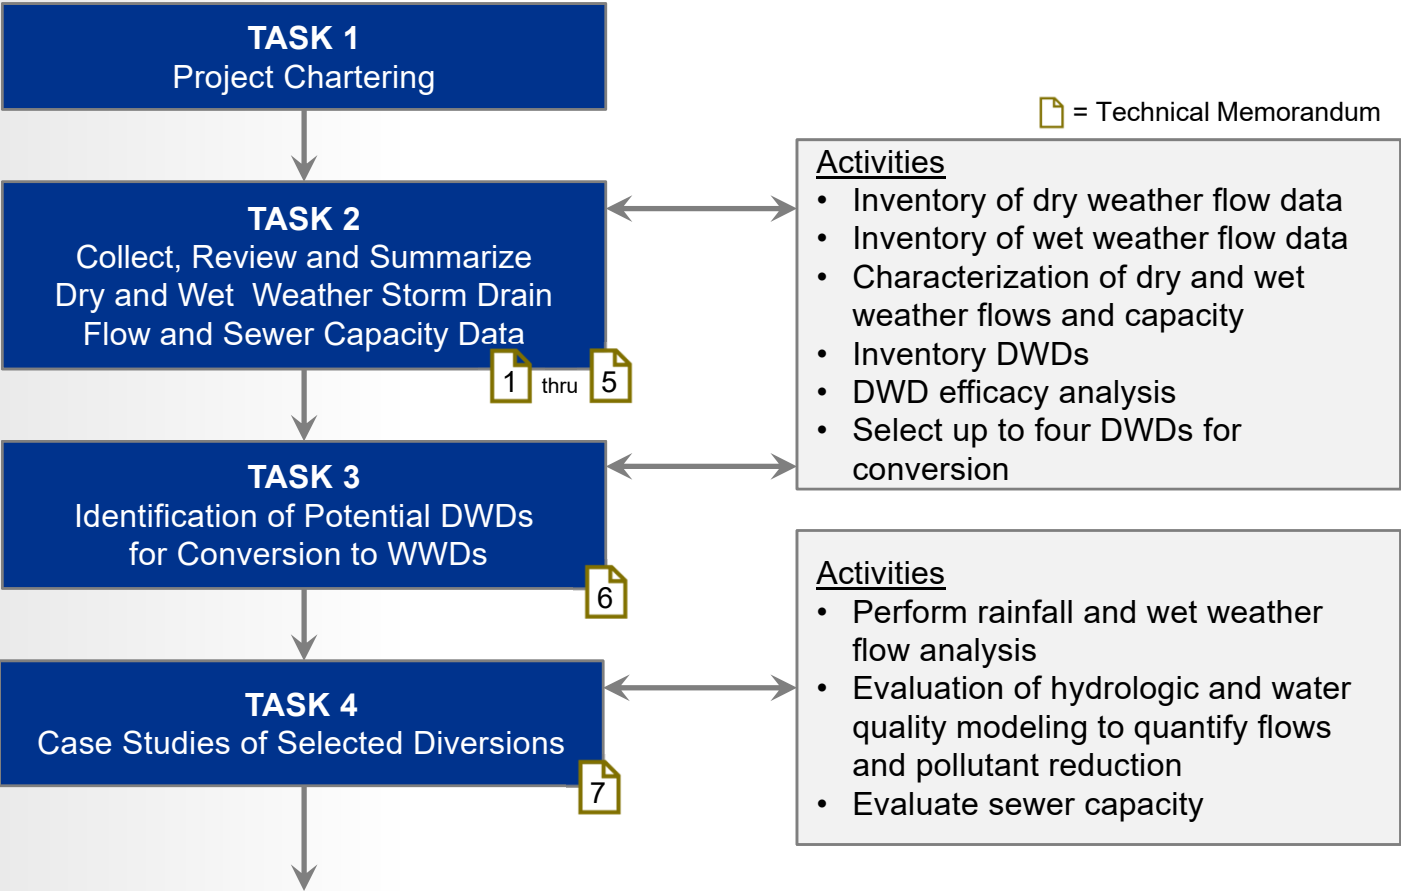 TASK 1
Project Chartering
= Technical Memorandum
TASK 2
Collect, Review and Summarize
Dry and Wet  Weather Storm Drain
Flow and Sewer Capacity Data
1 thru 5
Activities
• Inventory of dry weather flow data
• Inventory of wet weather flow data
• Characterization of dry and wet
weather flows and capacity
• Inventory DWDs
• DWD efficacy analysis
• Select up to four DWDs for
conversion
TASK 3
Identification of Potential DWDs
for Conversion to WWDs
6
TASK 4
Case Studies of Selected Diversions
7
Activities
• Perform rainfall and wet weather
flow analysis
• Evaluation of hydrologic and water
quality modeling to quantify flows
and pollutant reduction
• Evaluate sewer capacity